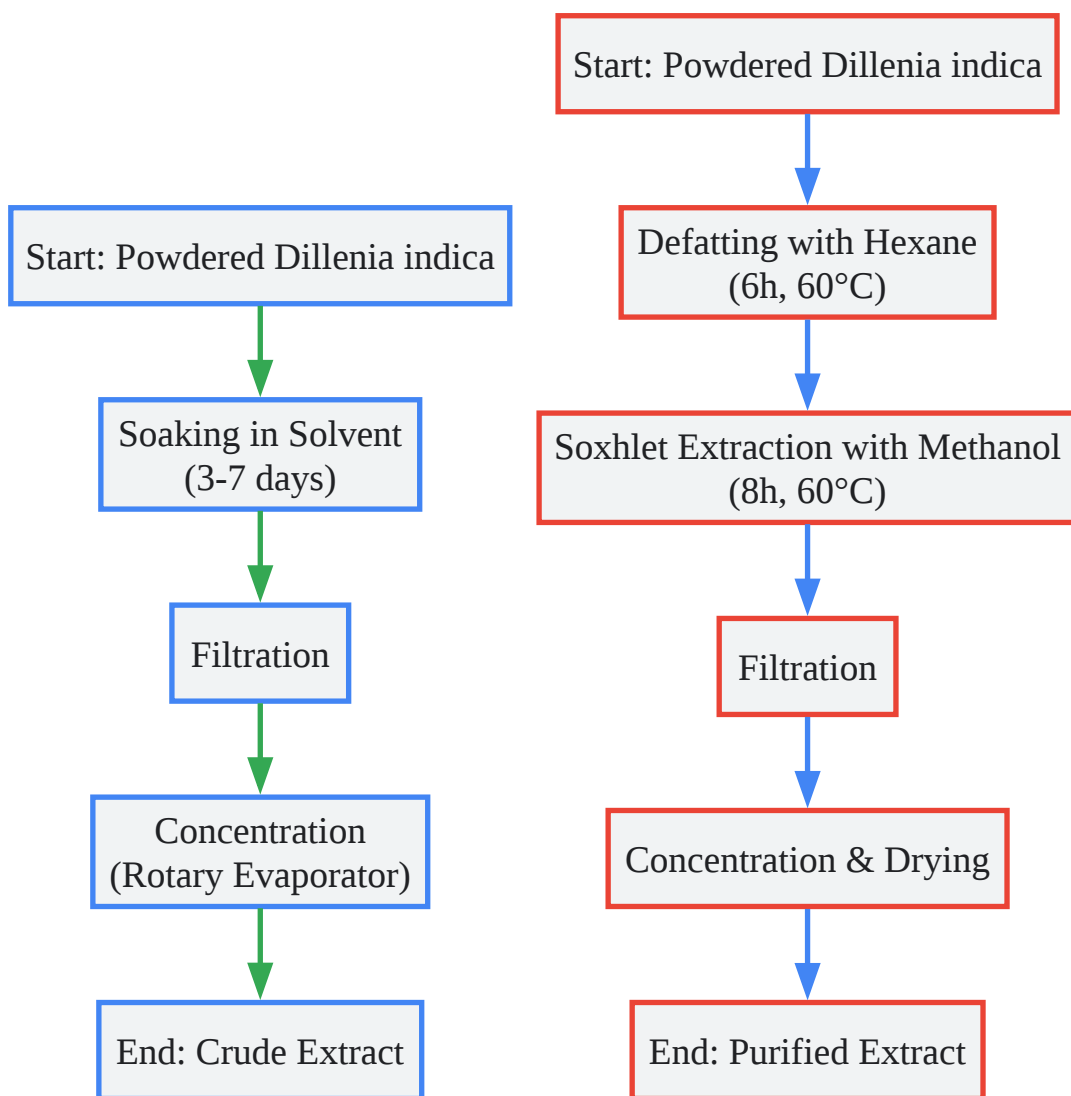 Start: Powdered Dillenia indica
Soaking in Solvent
(3-7 days)
Filtration
Concentration
(Rotary Evaporator)
End: Crude Extract
Start: Powdered Dillenia indica
Defatting with Hexane
(6h, 60°C)
Soxhlet Extraction with Methanol
(8h, 60°C)
Filtration
Concentration & Drying
End: Purified Extract